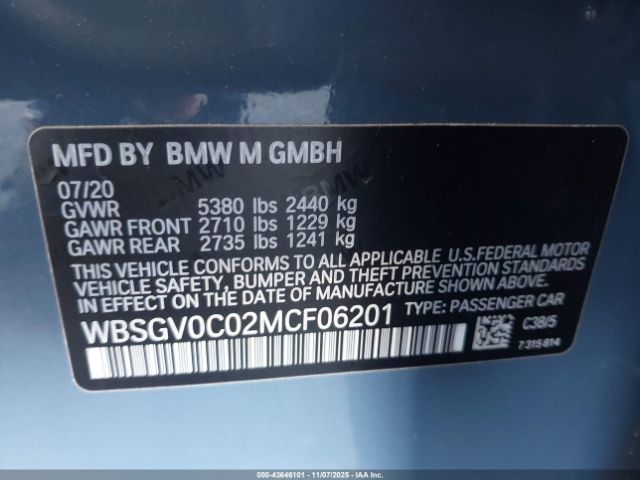 MFD BY BMW M GMBH
07/20
GVWR 5380 lbs 2440 kg
GAWR FRONT 2710 lbs 1229 kg
GAWR REAR 2735 lbs 1241 kg
THIS VEHICLE CONFORMS TO ALL APPLICABLE U.S.FEDERAL MOTOR
VEHICLE SAFETY, BUMPER AND THEFT PREVENTION
STANDARDS IN EFFECT ON THE DATE OF MANUFACTURE SHOWN ABOVE.
WBSGV0C02MCF06201 TYPE: PASSENGER CAR
C38/5
7 315 814
000-43646101 - 11/07/2025 - IAA Inc.